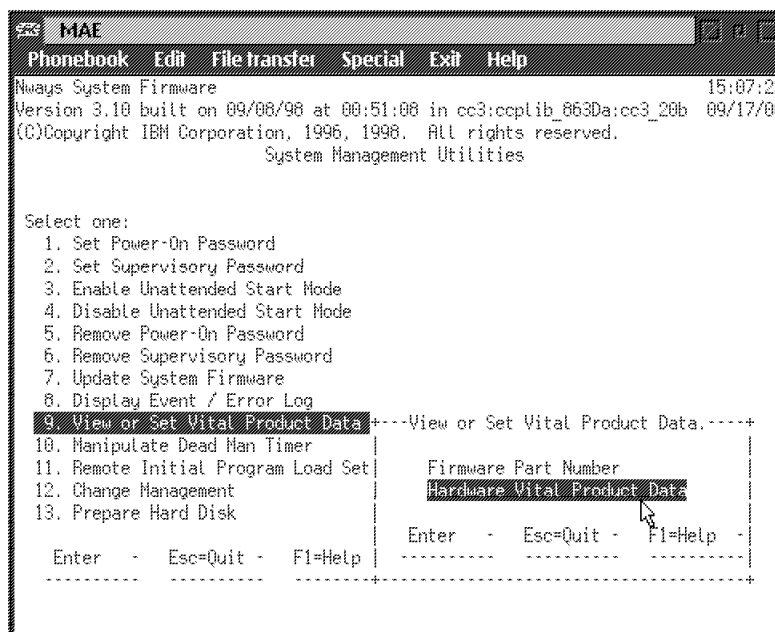 MAE
Phonebook Edit File transfer Special Exit Help
Nways System Firmware 15:07:2
Version 3.10 built on 09/08/98 at 00:51:08 in cc3:ccplib_863Da:cc3_20b 09/17/0
(C)Copyright IBM Corporation, 1996, 1998. All rights reserved.
System Management Utilities
Select one:
1. Set Power-On Password
2. Set Supervisory Password
3. Enable Unattended Start Mode
4. Disable Unattended Start Mode
5. Remove Power-On Password
6. Remove Supervisory Password
7. Update System Firmware
8. Display Event / Error Log
9. View or Set Vital Product Data +---View or Set Vital Product Data.----+
10. Manipulate Dead Man Timer |
11. Remote Initial Program Load Set| Firmware Part Number |
12. Change Management | Hardware Vital Product Data |
13. Prepare Hard Disk |
| Enter - Esc=Quit - F1=Help -|
Enter - Esc=Quit - F1=Help | ---------- ---------- ----------|
---------- ---------- --------+---------------------------------------+